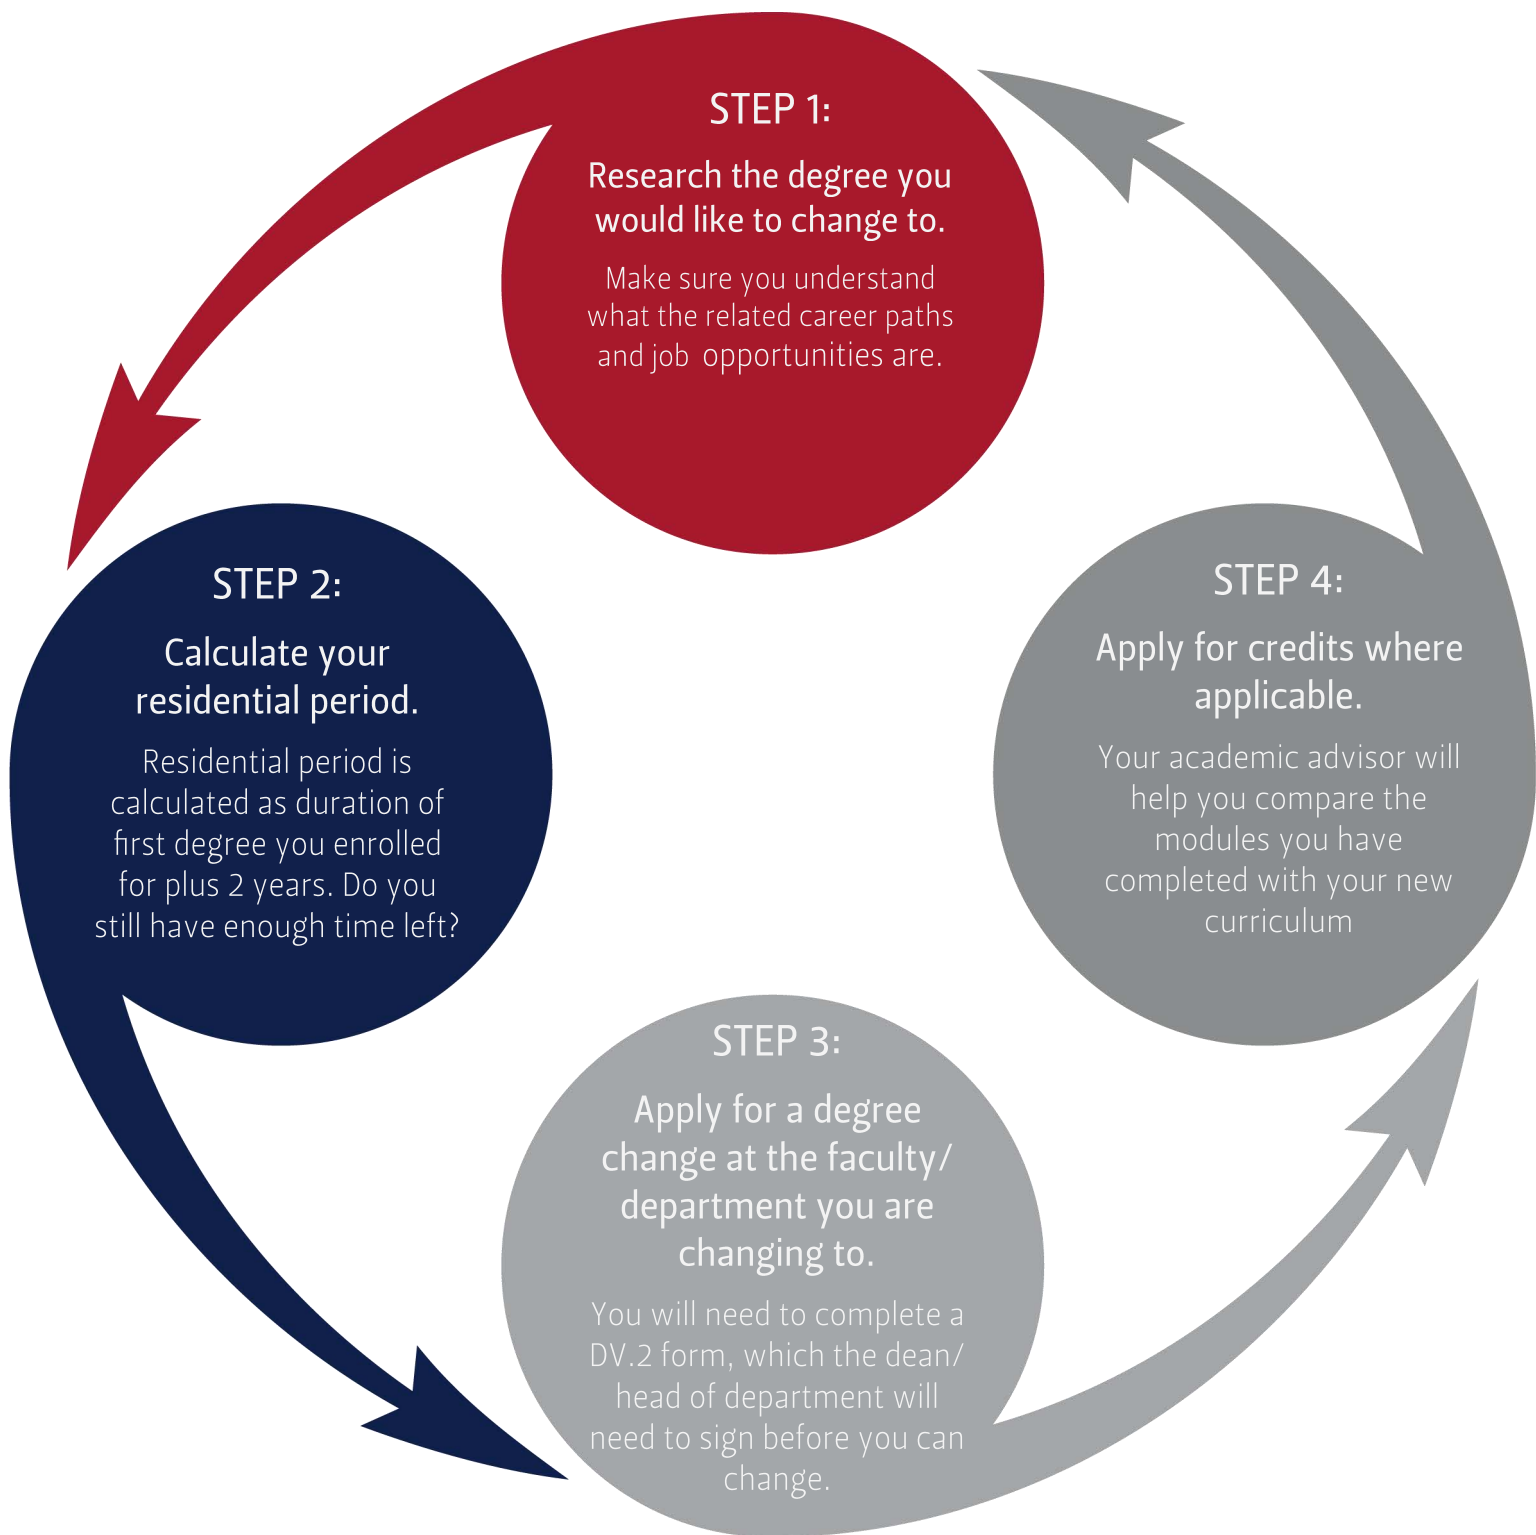 STEP 1:
Research the degree you
would like to change to.
Make sure you understand
what the related career paths
and job opportunities are.
STEP 2:
Calculate your
residential period.
Residential period is
calculated as duration of
first degree you enrolled
for plus 2 years. Do you
still have enough time left?
STEP 3:
Apply for a degree
change at the faculty/
department you are
changing to.
You will need to complete a
DV.2 form, which the dean/
head of department will
need to sign before you can
change.
STEP 4:
Apply for credits where
applicable.
Your academic advisor will
help you compare the
modules you have
completed with your new
curriculum